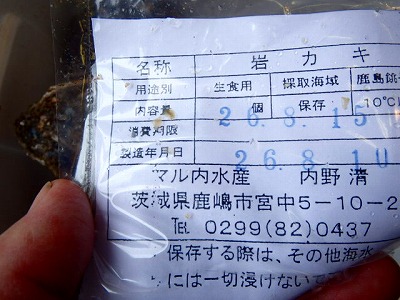 名称 岩カキ
用途別 生食用 採取海域 鹿島銚
内容量 個 保存 10℃
消費期限 26.8.15
製造年月日 26.8.10
マル内水産 内野 清
茨城県鹿嶋市宮中5-10-2
TEL 0299(82)0437
保存する際は、その他海水
には一切浸けない